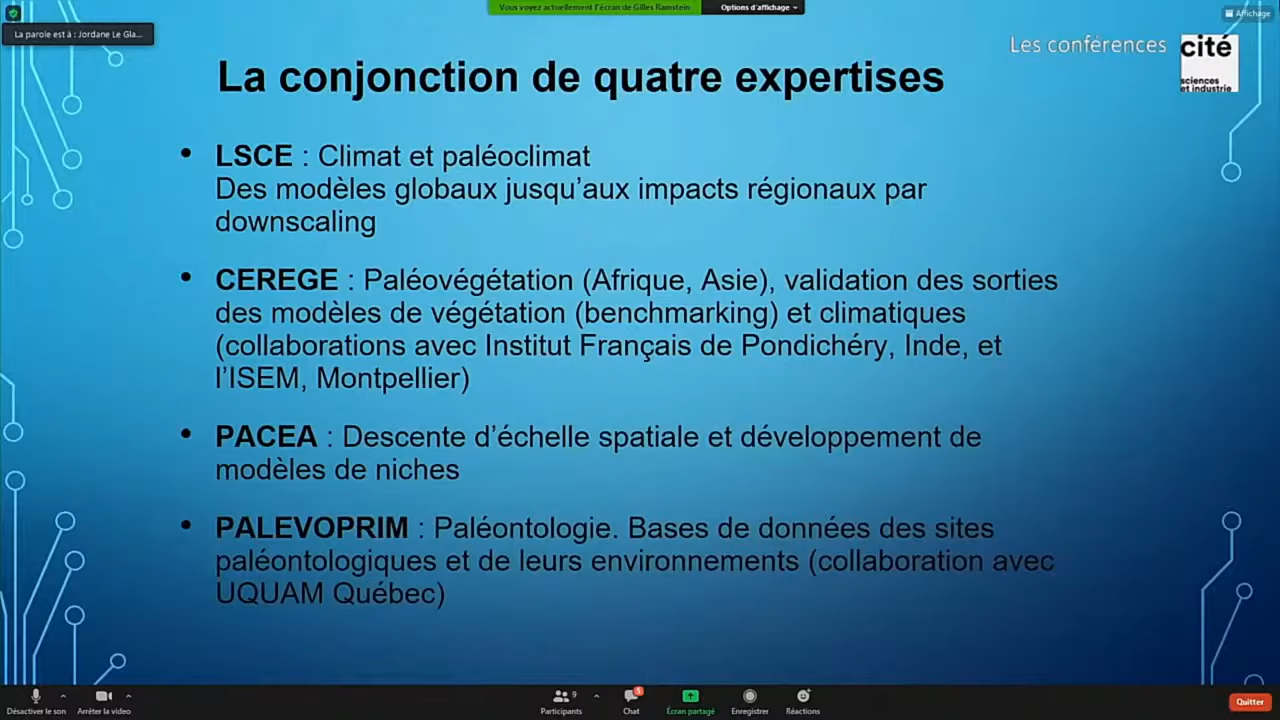 Vous voyez actuellement l'écran de Gilles Ramstein
Options d'affichage
Affichage
La parole est à : Jordane Le Gla...
Les conférences
cité
sciences
et industrie
La conjonction de quatre expertises
• LSCE : Climat et paléoclimat
Des modèles globaux jusqu'aux impacts régionaux par
downscaling
• CEREGE : Paléovégétation (Afrique, Asie), validation des sorties
des modèles de végétation (benchmarking) et climatiques
(collaborations avec Institut Français de Pondichéry, Inde, et
l'ISEM, Montpellier)
• PACEA : Descente d'échelle spatiale et développement de
modèles de niches
• PALEVOPRIM : Paléontologie. Bases de données des sites
paléontologiques et de leurs environnements (collaboration avec
UQUAM Québec)
Désactiver le son
Arrêter la video
Participants
9
Chat
5
Écran partagé
Enregistrer
Réactions
Quitter